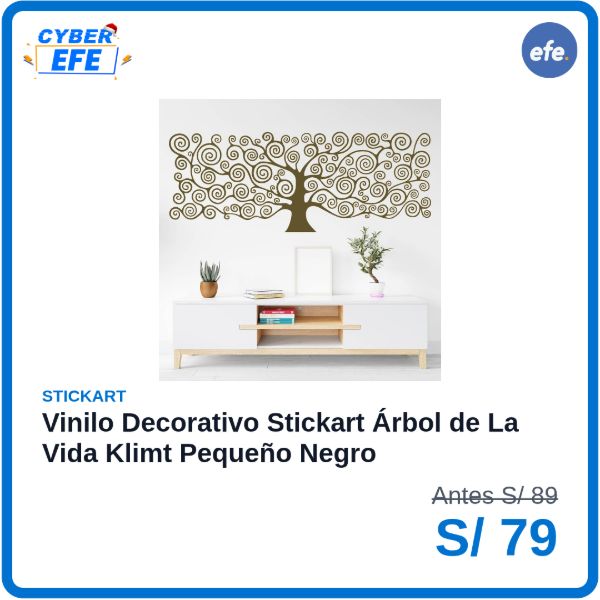 CYBER
EFE
efe.
STICKART
Vinilo Decorativo Stickart Árbol de La
Vida Klimt Pequeño Negro
Antes S/ 89
S/ 79